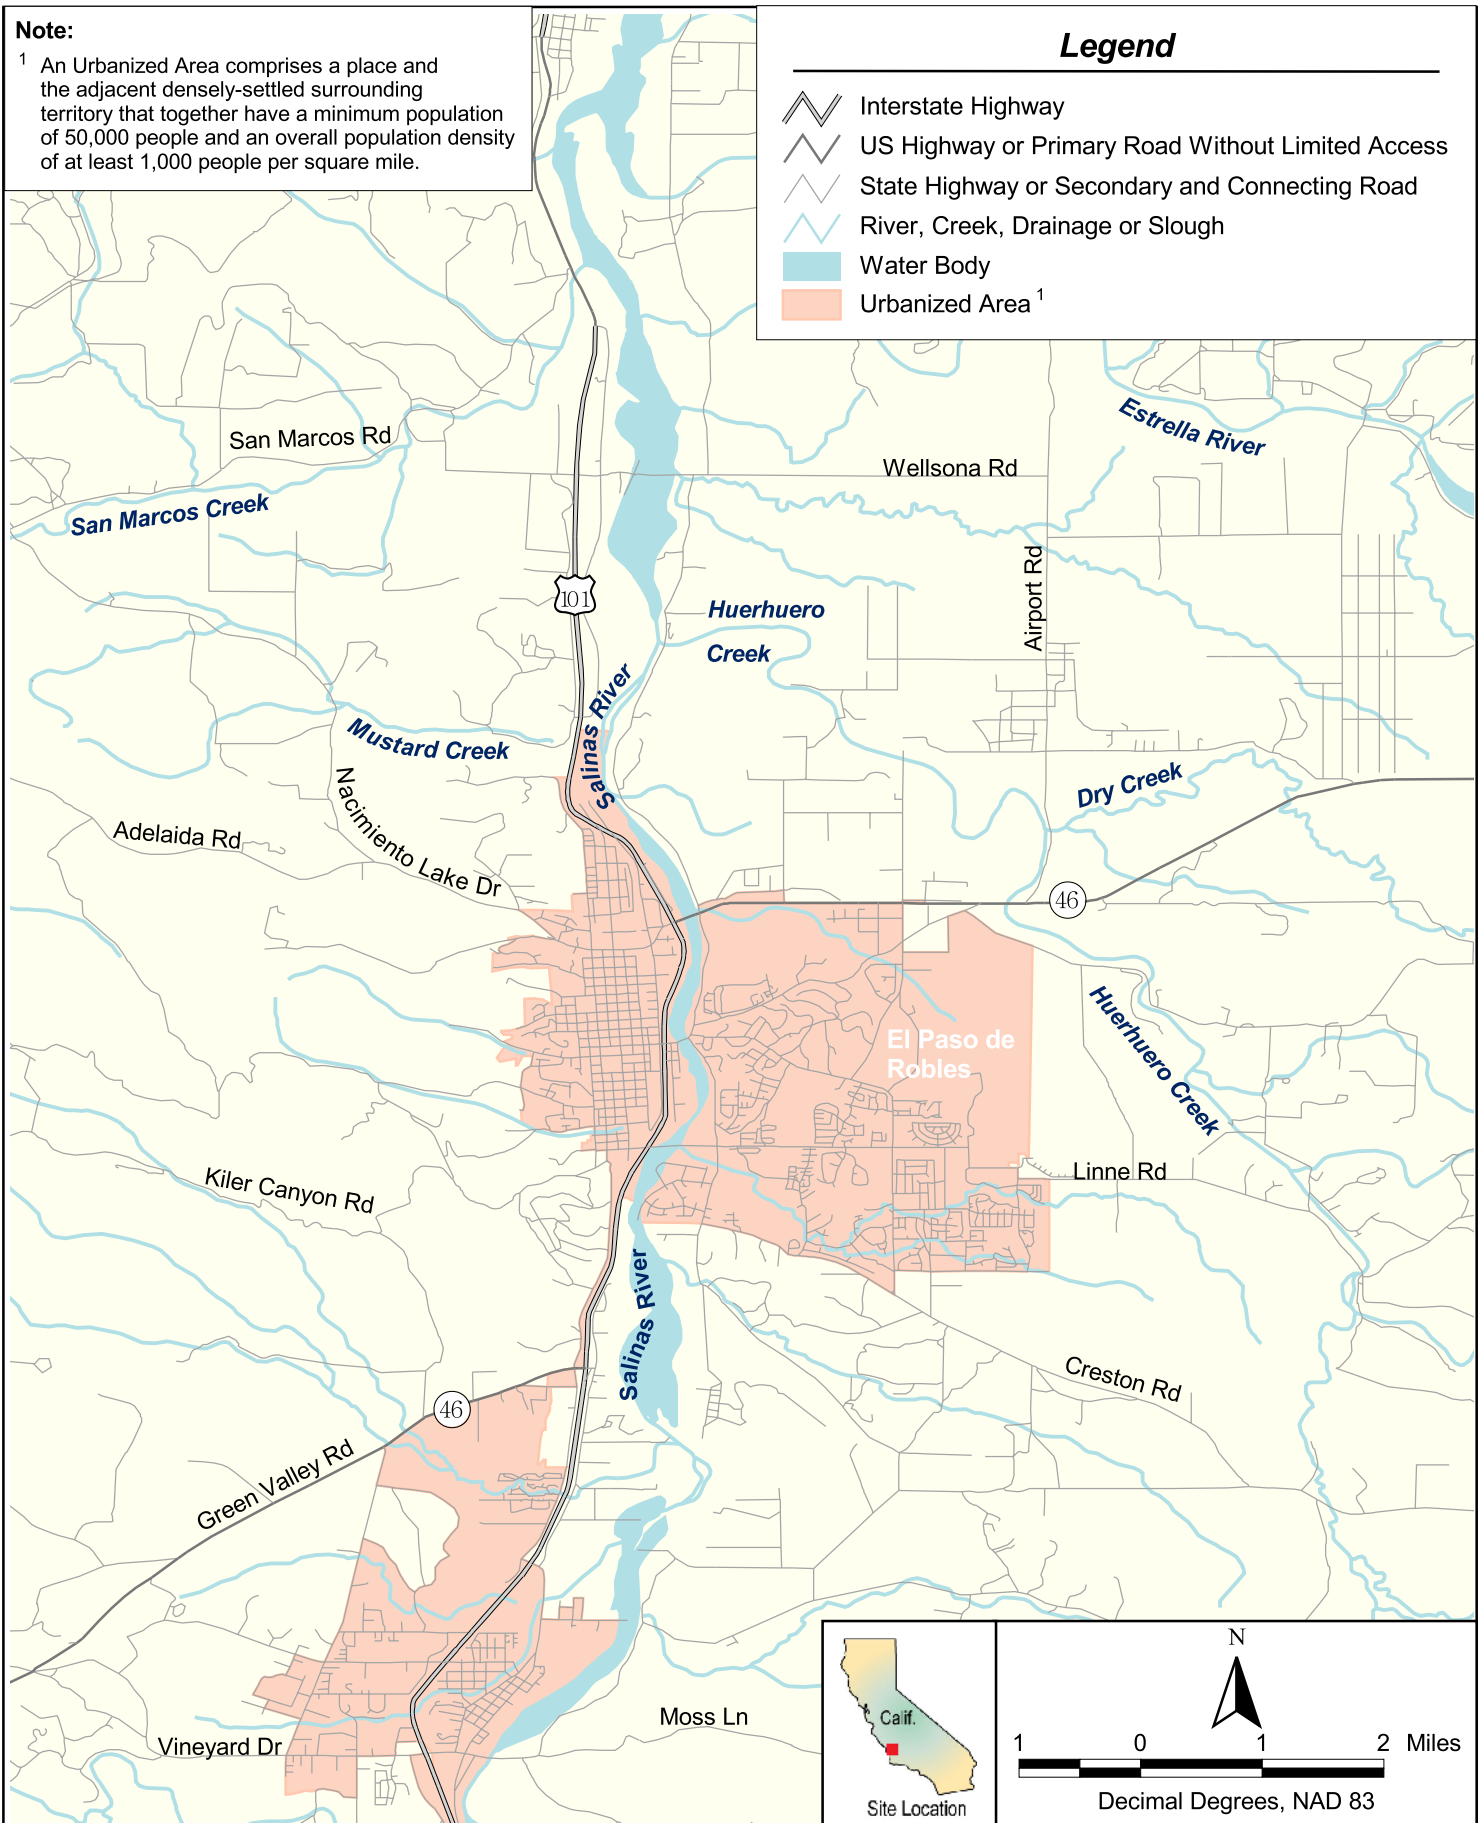 Note:
1 An Urbanized Area comprises a place and
the adjacent densely-settled surrounding
territory that together have a minimum population
of 50,000 people and an overall population density
of at least 1,000 people per square mile.
Legend
Interstate Highway
US Highway or Primary Road Without Limited Access
State Highway or Secondary and Connecting Road
River, Creek, Drainage or Slough
Water Body
Urbanized Area 1
Estrella River
San Marcos Rd
Wellsona Rd
San Marcos Creek
Airport Rd
101
Huerhuero
Creek
Salinas River
Mustard Creek
Dry Creek
Nacimiento Lake Dr
Adelaida Rd
46
Huerhuero Creek
El Paso de
Robles
Linne Rd
Kiler Canyon Rd
Salinas River
Creston Rd
46
Green Valley Rd
Moss Ln
Vineyard Dr
Calif.
Site Location
N
1 0 1 2 Miles
Decimal Degrees, NAD 83